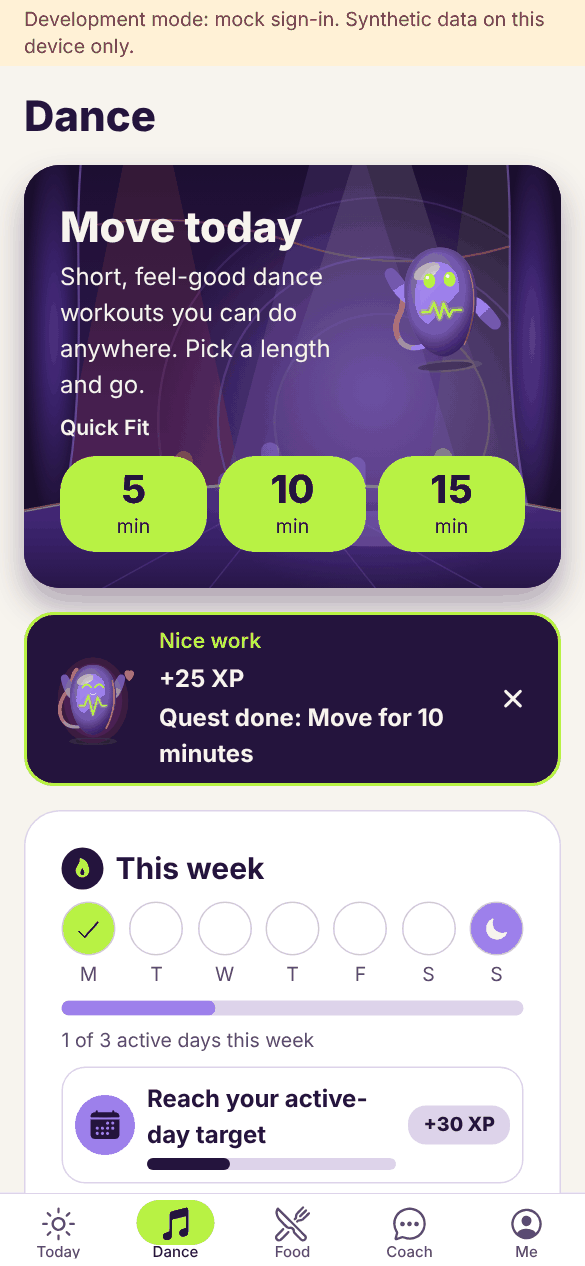 Development mode: mock sign-in. Synthetic data on this
device only.
Dance
Move today
Short, feel-good dance
workouts you can do
anywhere. Pick a length
and go.
Quick Fit
5 10 15
min min min
Nice work
+25 XP
Quest done: Move for 10
minutes
This week
M T W T F S S
1 of 3 active days this week
Reach your active-
day target
+30 XP
Today Dance Food Coach Me